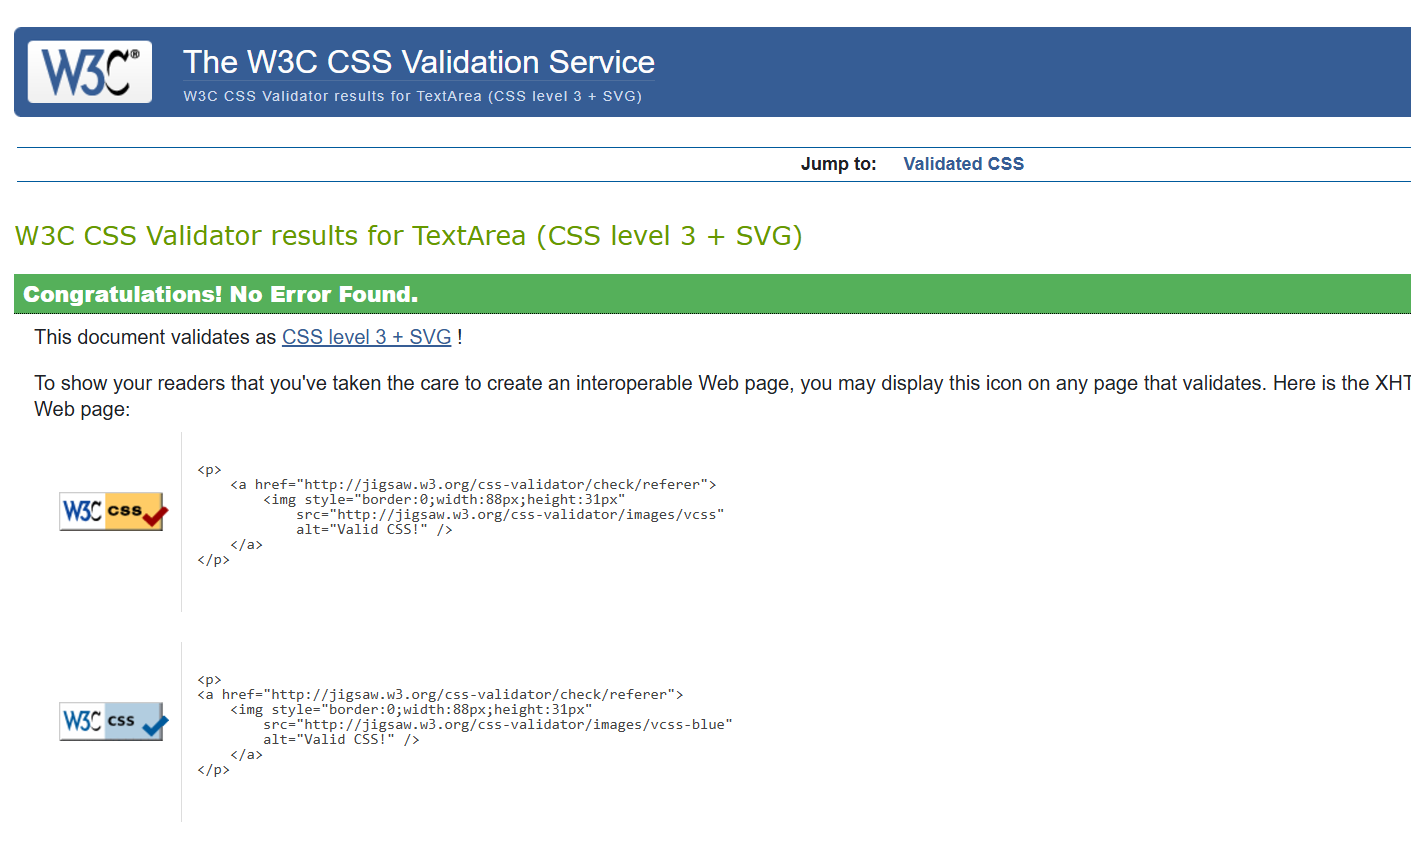 W3C®
The W3C CSS Validation Service
W3C CSS Validator results for TextArea (CSS level 3 + SVG)
Jump to: Validated CSS
W3C CSS Validator results for TextArea (CSS level 3 + SVG)
Congratulations! No Error Found.
This document validates as CSS level 3 + SVG !
To show your readers that you've taken the care to create an interoperable Web page, you may display this icon on any page that validates. Here is the XHT
Web page:
W3C css
<p>
    <a href="http://jigsaw.w3.org/css-validator/check/referer">
        <img style="border:0;width:88px;height:31px"
            src="http://jigsaw.w3.org/css-validator/images/vcss"
            alt="Valid CSS!" />
    </a>
</p>
W3C css
<p>
<a href="http://jigsaw.w3.org/css-validator/check/referer">
    <img style="border:0;width:88px;height:31px"
        src="http://jigsaw.w3.org/css-validator/images/vcss-blue"
        alt="Valid CSS!" />
    </a>
</p>